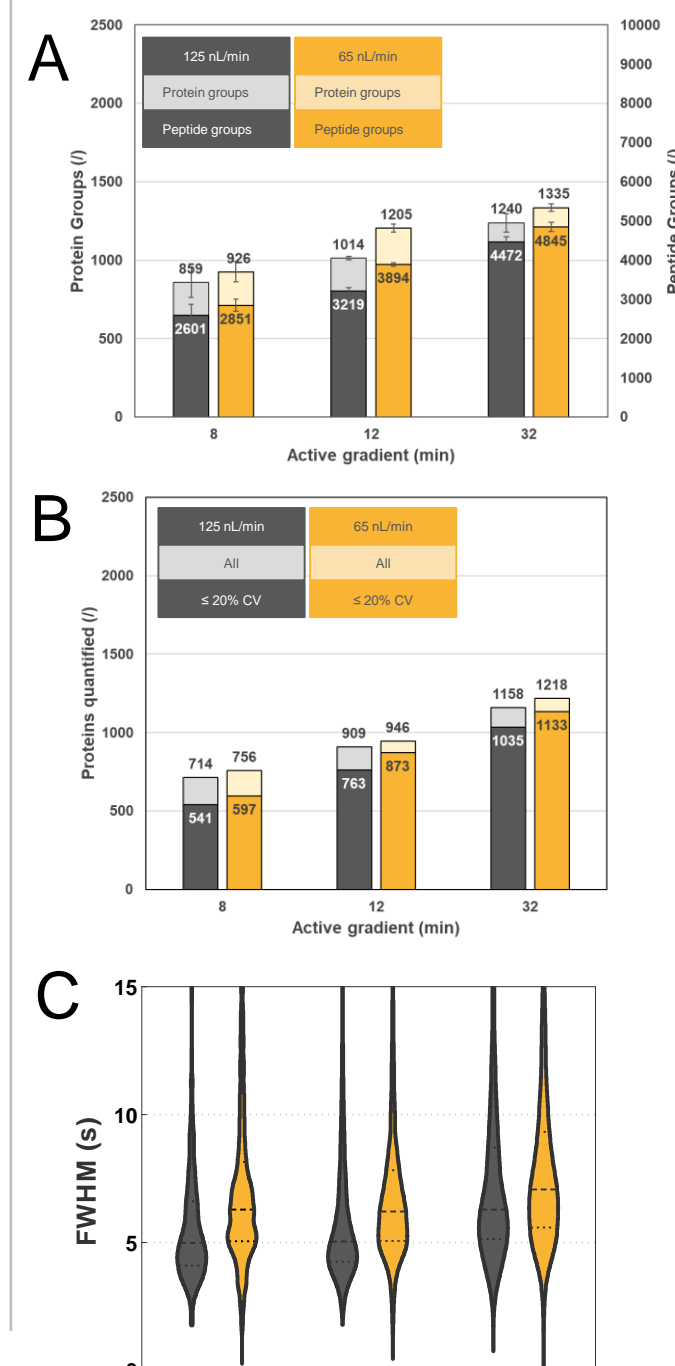 A
2500
10000
125 nL/min
65 nL/min
9000
Protein groups
Protein groups
2000
8000
Peptide groups
Peptide groups
7000
1500
6000
Protein Groups (/)
Peptide Groups (/)
1335
1240
1205
5000
1014
926
859
4845
1000
4472
4000
3894
3219
3000
2851
2601
500
2000
1000
0
0
8
12
32
Active gradient (min)
B
2500
125 nL/min
65 nL/min
All
All
2000
≤ 20% CV
≤ 20% CV
1500
Proteins quantified (/)
1158
1218
909
946
714
756
1133
1035
1000
873
763
597
541
500
0
8
12
32
Active gradient (min)
C
15
10
FWHM (s)
5